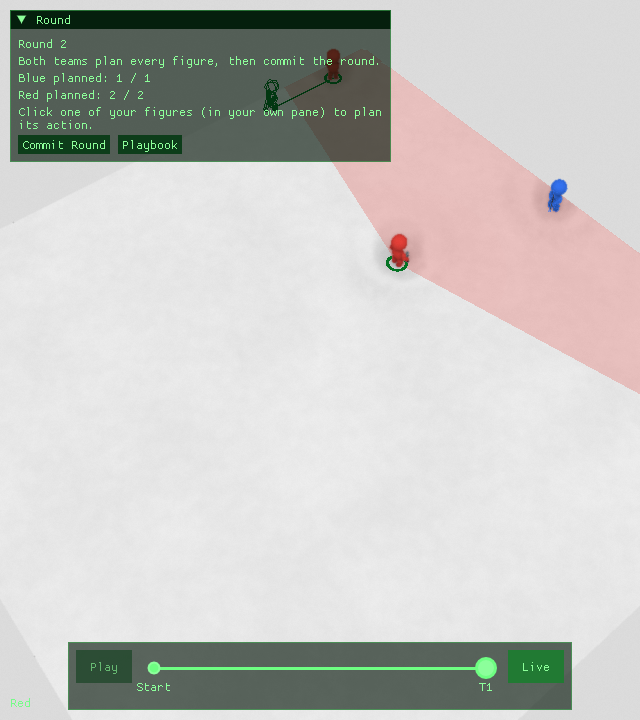 Round
Round 2
Both teams plan every figure, then commit the round.
Blue planned: 1 / 1
Red planned: 2 / 2
Click one of your figures (in your own pane) to plan
its action.
Commit Round
Playbook
Play
Start
T1
Live
Red